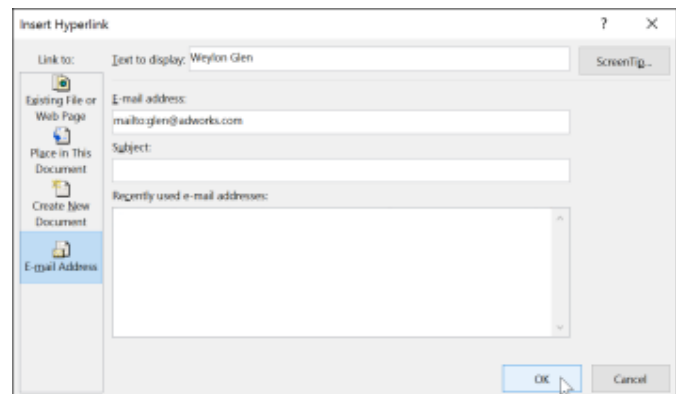 Insert Hyperlink ? ×
Link to:
Text to display: Weylon Glen
ScreenTip...
Existing File or
Web Page
Place in This
Document
Create New
Document
E-mail Address
E-mail address:
mailto:glen@adworks.com
Subject:
Recently used e-mail addresses:
OK
Cancel